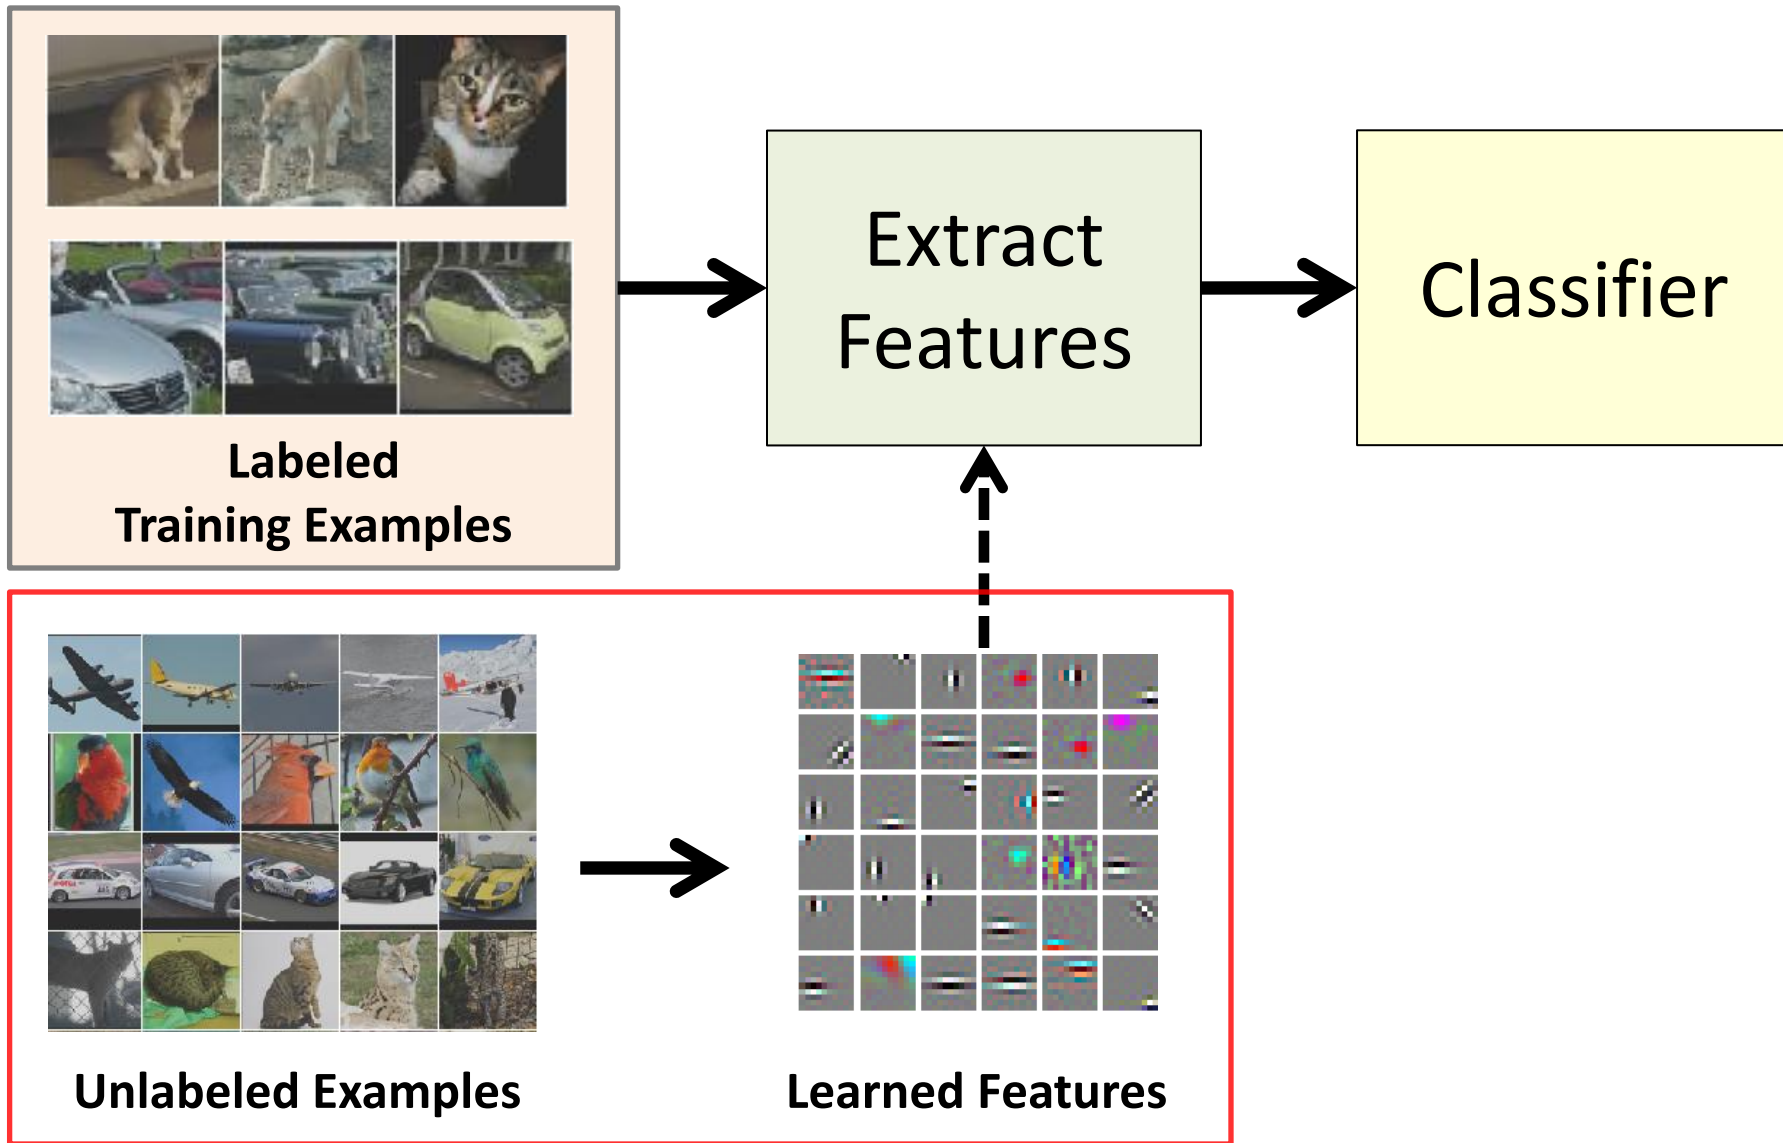 Extract
Features
Classifier
Labeled
Training Examples
Unlabeled Examples
Learned Features